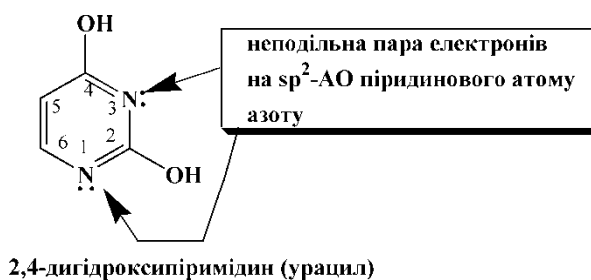 OH
неподільна пара електронів
на sp²-АО піридинового атому
азоту
4
5
3
N:
6
1
2
N
OH
2,4-дигідроксипіримідин (урацил)